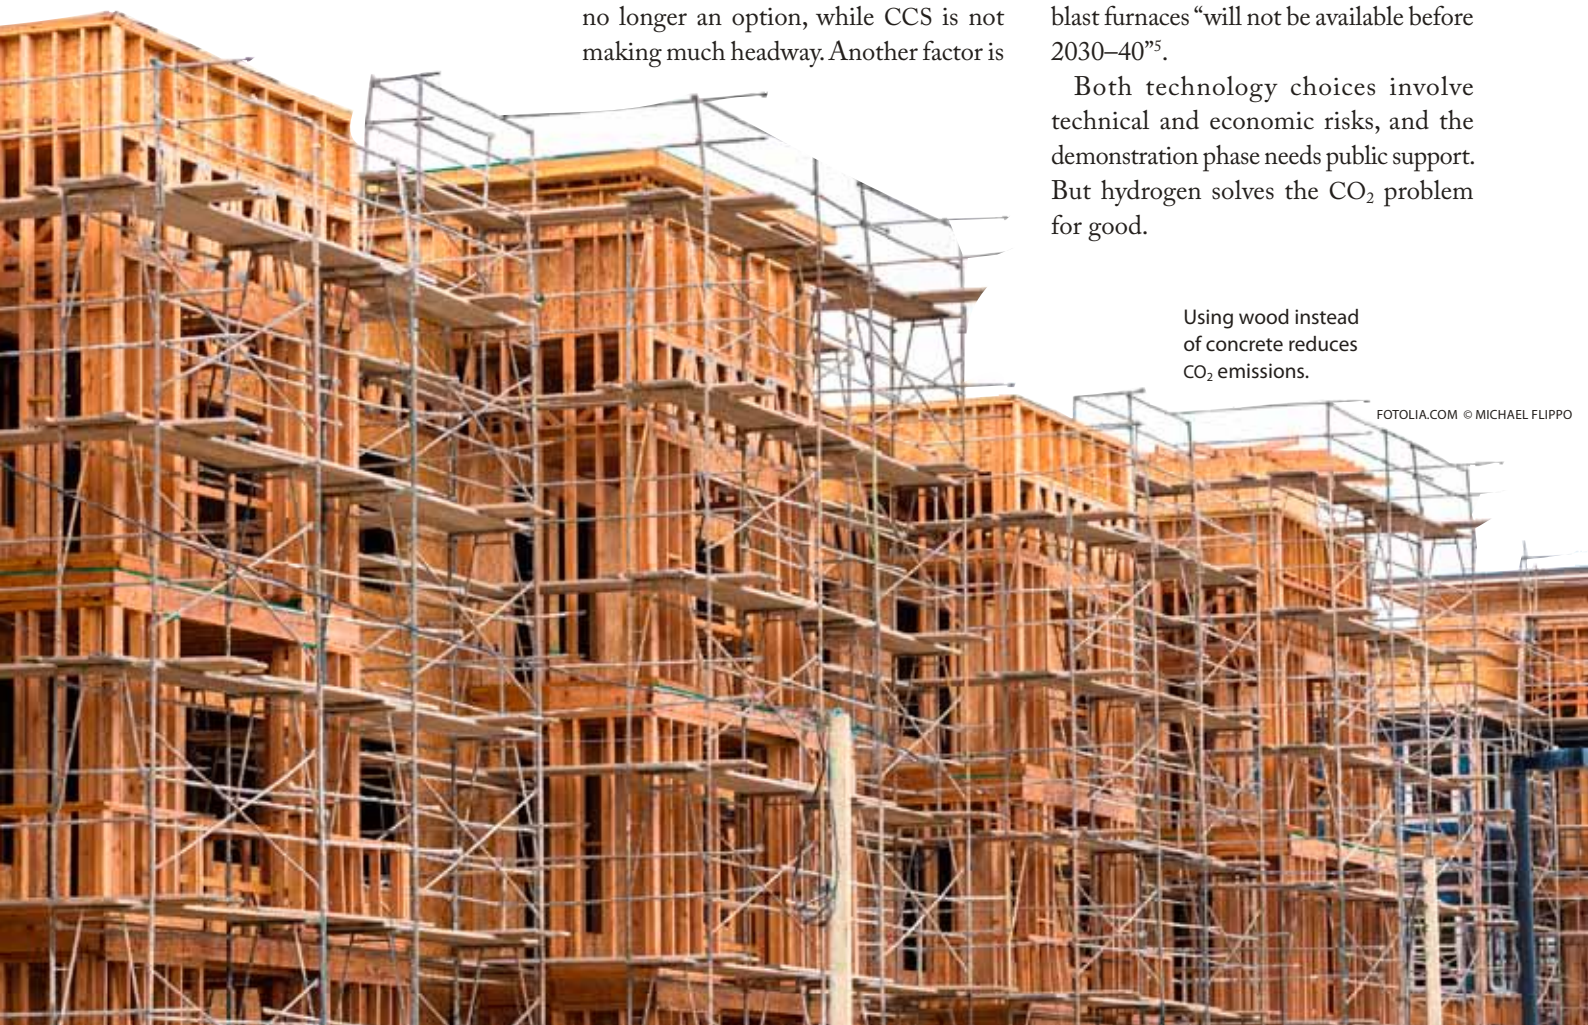 no longer an option, while CCS is not
making much headway. Another factor is
blast furnaces “will not be available before
2030–40”⁵.
Both technology choices involve
technical and economic risks, and the
demonstration phase needs public support.
But hydrogen solves the CO₂ problem
for good.
Using wood instead
of concrete reduces
CO₂ emissions.
FOTOLIA.COM © MICHAEL FLIPPO